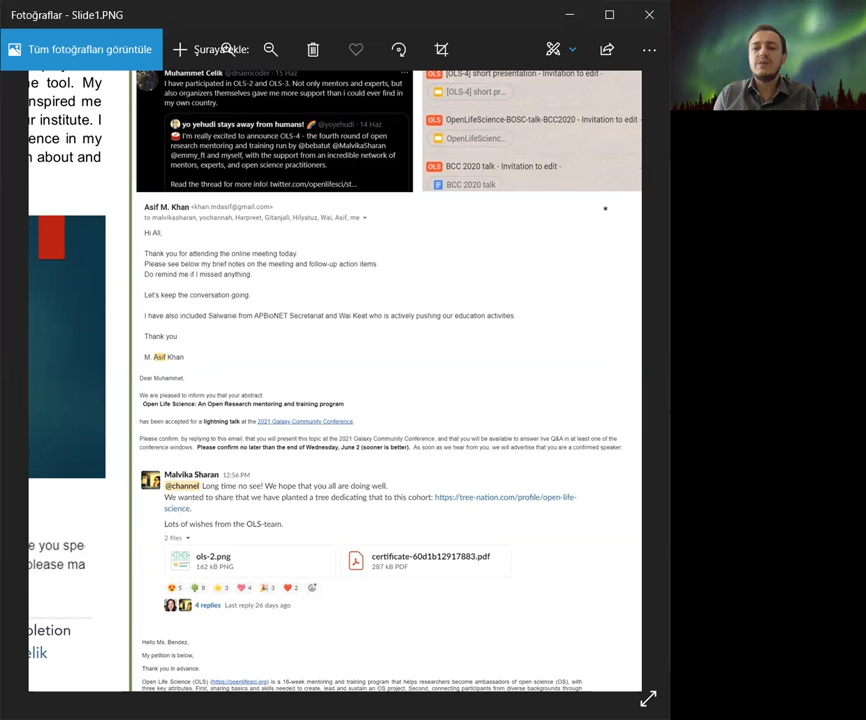 Fotoğraflar - Slide1.PNG
Tüm fotoğrafları görüntüle
Şuraya ekle:
he tool. My
nspired me
r institute. I
ence in my
about and
Muhammet Celik @dnaencoder · 15 Haz
I have participated in OLS-2 and OLS-3. Not only mentors and experts, but
also organizers themselves gave me more support than i could ever find in
my own country.
yo yehudi stays away from humans! @yoyehudi · 14 Haz
I'm really excited to announce OLS-4 - the fourth round of open
research mentoring and training run by @bebatut @MalvikaSharan
@emmy_ft and myself, with the support from an incredible network of
mentors, experts, and open science practitioners.
Read the thread for more info! twitter.com/openlifesci/st...
OLS [OLS-4] short presentation - Invitation to edit -
[OLS-4] short pr...
OLS OpenLifeScience-BOSC-talk-BCC2020 - Invitation to edit -
OpenLifeScienc...
OLS BCC 2020 talk - Invitation to edit -
BCC 2020 talk
Asif M. Khan <khan.mdasif@gmail.com>
to malvikasharan, yochannah, Harpreet, Gitanjali, Hilyatuz, Wai, Asif, me
Hi All,
Thank you for attending the online meeting today.
Please see below my brief notes on the meeting and follow-up action items.
Do remind me if I missed anything.
Let's keep the conversation going.
I have also included Salwanie from APBioNET Secretariat and Wai Keat who is actively pushing our education activities.
Thank you
M. Asif Khan
Dear Muhammet,
We are pleased to inform you that your abstract
Open Life Science: An Open Research mentoring and training program
has been accepted for a lightning talk at the 2021 Galaxy Community Conference.
Please confirm, by replying to this email, that you will present this topic at the 2021 Galaxy Community Conference, and that you will be available to answer live Q&A in at least one of the
conference windows. Please confirm no later than the end of Wednesday, June 2 (sooner is better). As soon as we hear from you, we will advertise that you are a confirmed speaker.
Malvika Sharan 12:56 PM
@channel Long time no see! We hope that you all are doing well.
We wanted to share that we have planted a tree dedicating that to this cohort: https://tree-nation.com/profile/open-life-
science.
Lots of wishes from the OLS-team.
2 files
ols-2.png
162 kB PNG
certificate-60d1b12917883.pdf
287 kB PDF
5 8 3 4 3 2
4 replies Last reply 26 days ago
e you spe
please ma
pletion
elik
Hello Ms. Bendez,
My petition is below,
Thank you in advance.
Open Life Science (OLS) (https://openlifesci.org) is a 16-week mentoring and training program that helps researchers become ambassadors of open science (OS), with
three key attributes. First, sharing basics and skills needed to create, lead and sustain an OS project. Second, connecting participants from diverse backgrounds through